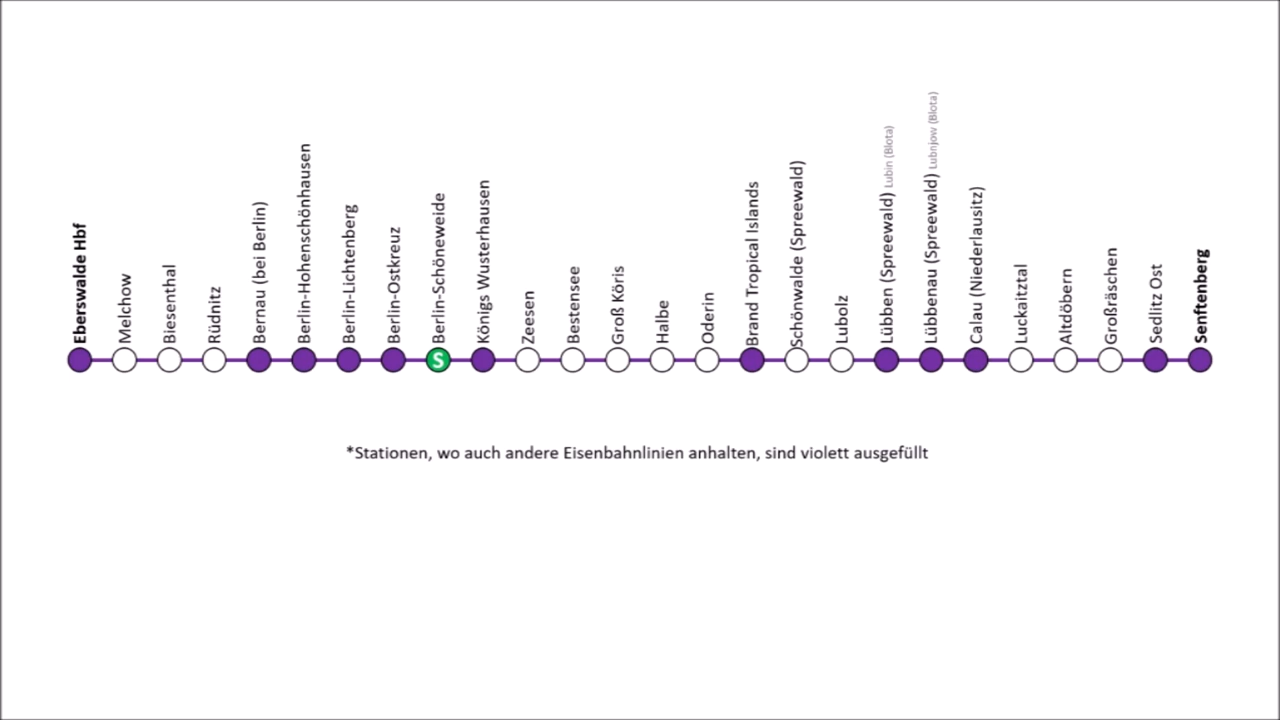 Eberswalde Hbf
Melchow
Biesenthal
Rüdnitz
Bernau (bei Berlin)
Berlin-Hohenschönhausen
Berlin-Lichtenberg
Berlin-Ostkreuz
Berlin-Schöneweide
Königs Wusterhausen
Zeesen
Bestensee
Groß Köris
Halbe
Oderin
Brand Tropical Islands
Schönwalde (Spreewald)
Lubolz
Lübben (Spreewald) Lubin (Błota)
Lübbenau (Spreewald) Lubnjow (Błota)
Calau (Niederlausitz)
Luckaitztal
Altdöbern
Großräschen
Sedlitz Ost
Senftenberg
S
*Stationen, wo auch andere Eisenbahnlinien anhalten, sind violett ausgefüllt